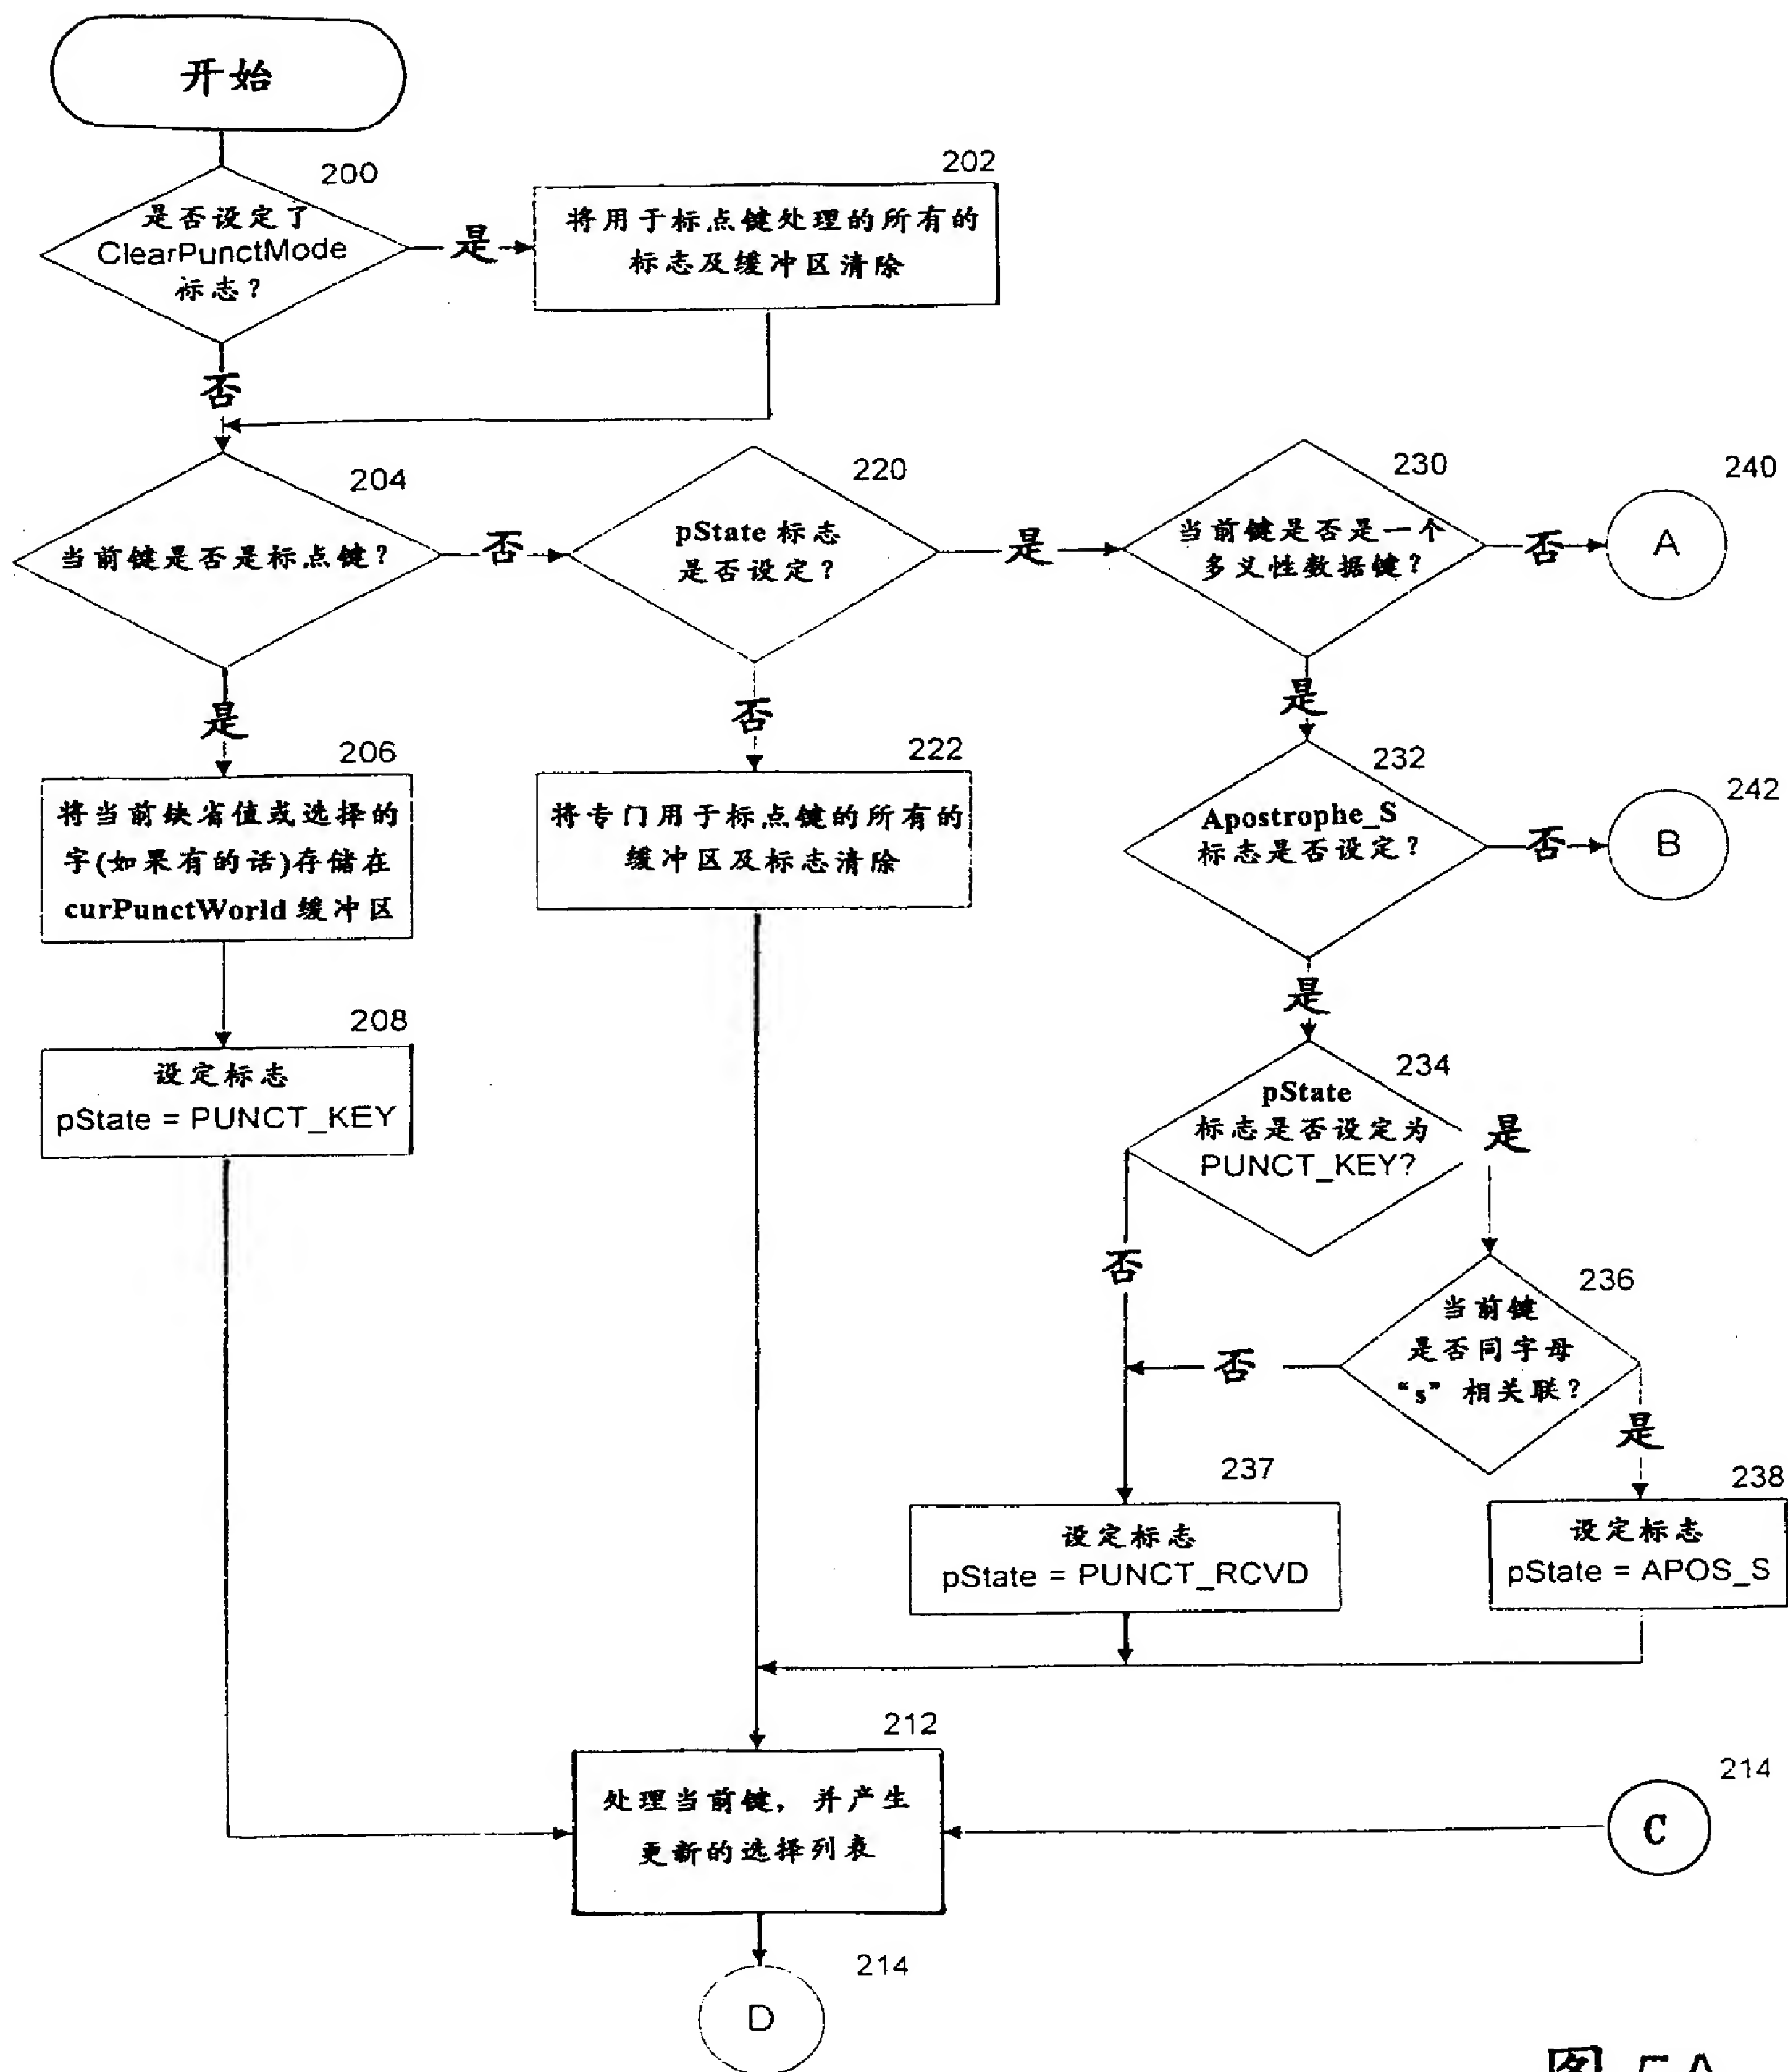 开始
200
是否设定了
ClearPunctMode
标志？
是
202
将用于标点键处理的所有的
标志及缓冲区清除
否
204
当前键是否是标点键？
否
220
pState 标志
是否设定？
是
230
当前键是否是一个
多义性数据键？
否
240
A
是
206
将当前缺省值或选择的
字(如果有的话)存储在
curPunctWorld 缓冲区
否
222
将专门用于标点键的所有的
缓冲区及标志清除
是
232
Apostrophe_S
标志是否设定？
否
242
B
208
设定标志
pState = PUNCT_KEY
是
234
pState
标志是否设定为
PUNCT_KEY?
是
否
236
当前键
是否同字母
“s” 相关联？
否
是
237
设定标志
pState = PUNCT_RCVD
238
设定标志
pState = APOS_S
212
处理当前键，并产生
更新的选择列表
214
C
214
D
图 5A